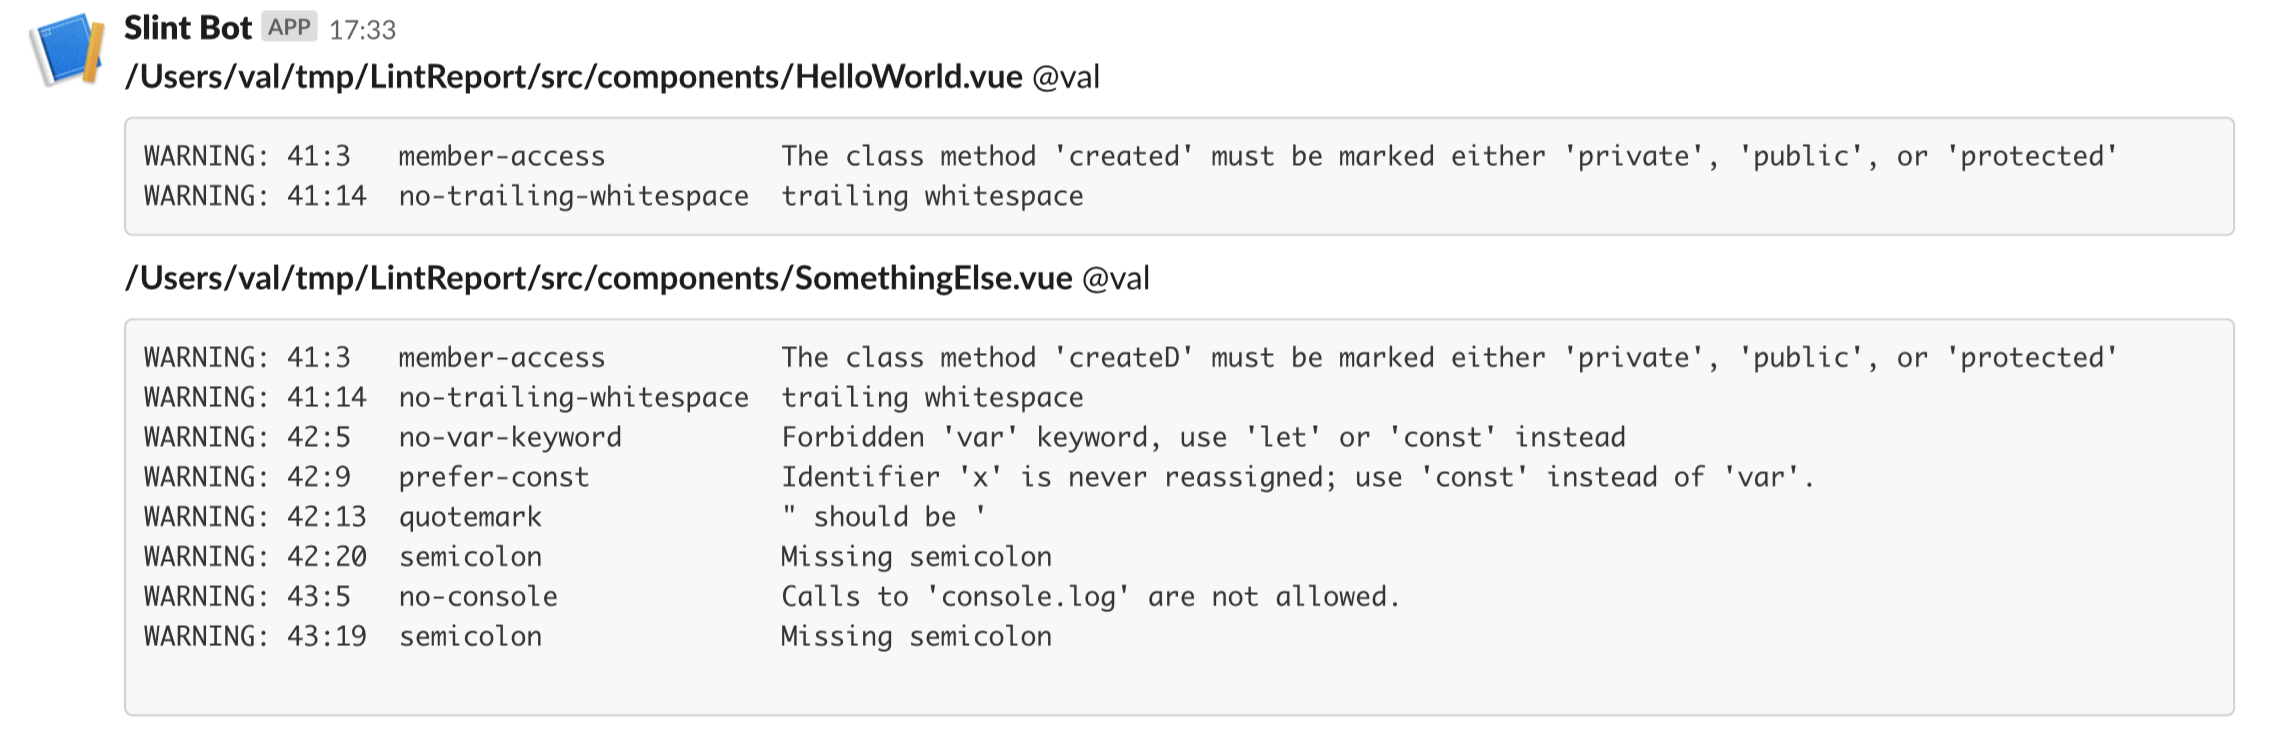 Slint Bot APP 17:33
/Users/val/tmp/LintReport/src/components/HelloWorld.vue @val
WARNING: 41:3   member-access           The class method 'created' must be marked either 'private', 'public', or 'protected'
WARNING: 41:14  no-trailing-whitespace  trailing whitespace
/Users/val/tmp/LintReport/src/components/SomethingElse.vue @val
WARNING: 41:3   member-access           The class method 'createD' must be marked either 'private', 'public', or 'protected'
WARNING: 41:14  no-trailing-whitespace  trailing whitespace
WARNING: 42:5   no-var-keyword          Forbidden 'var' keyword, use 'let' or 'const' instead
WARNING: 42:9   prefer-const            Identifier 'x' is never reassigned; use 'const' instead of 'var'.
WARNING: 42:13  quotemark               " should be '
WARNING: 42:20  semicolon               Missing semicolon
WARNING: 43:5   no-console              Calls to 'console.log' are not allowed.
WARNING: 43:19  semicolon               Missing semicolon